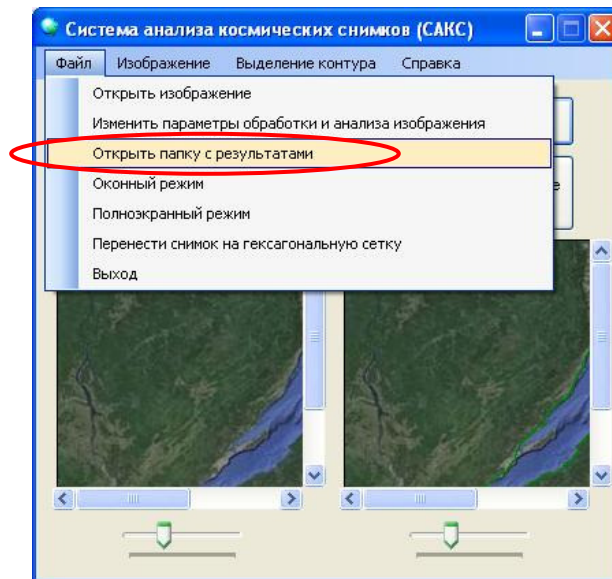 Система анализа космических снимков (САКС)
Файл Изображение Выделение контура Справка
Открыть изображение
Изменить параметры обработки и анализа изображения
Открыть папку с результатами
Оконный режим
Полноэкранный режим
Перенести снимок на гексагональную сетку
Выход